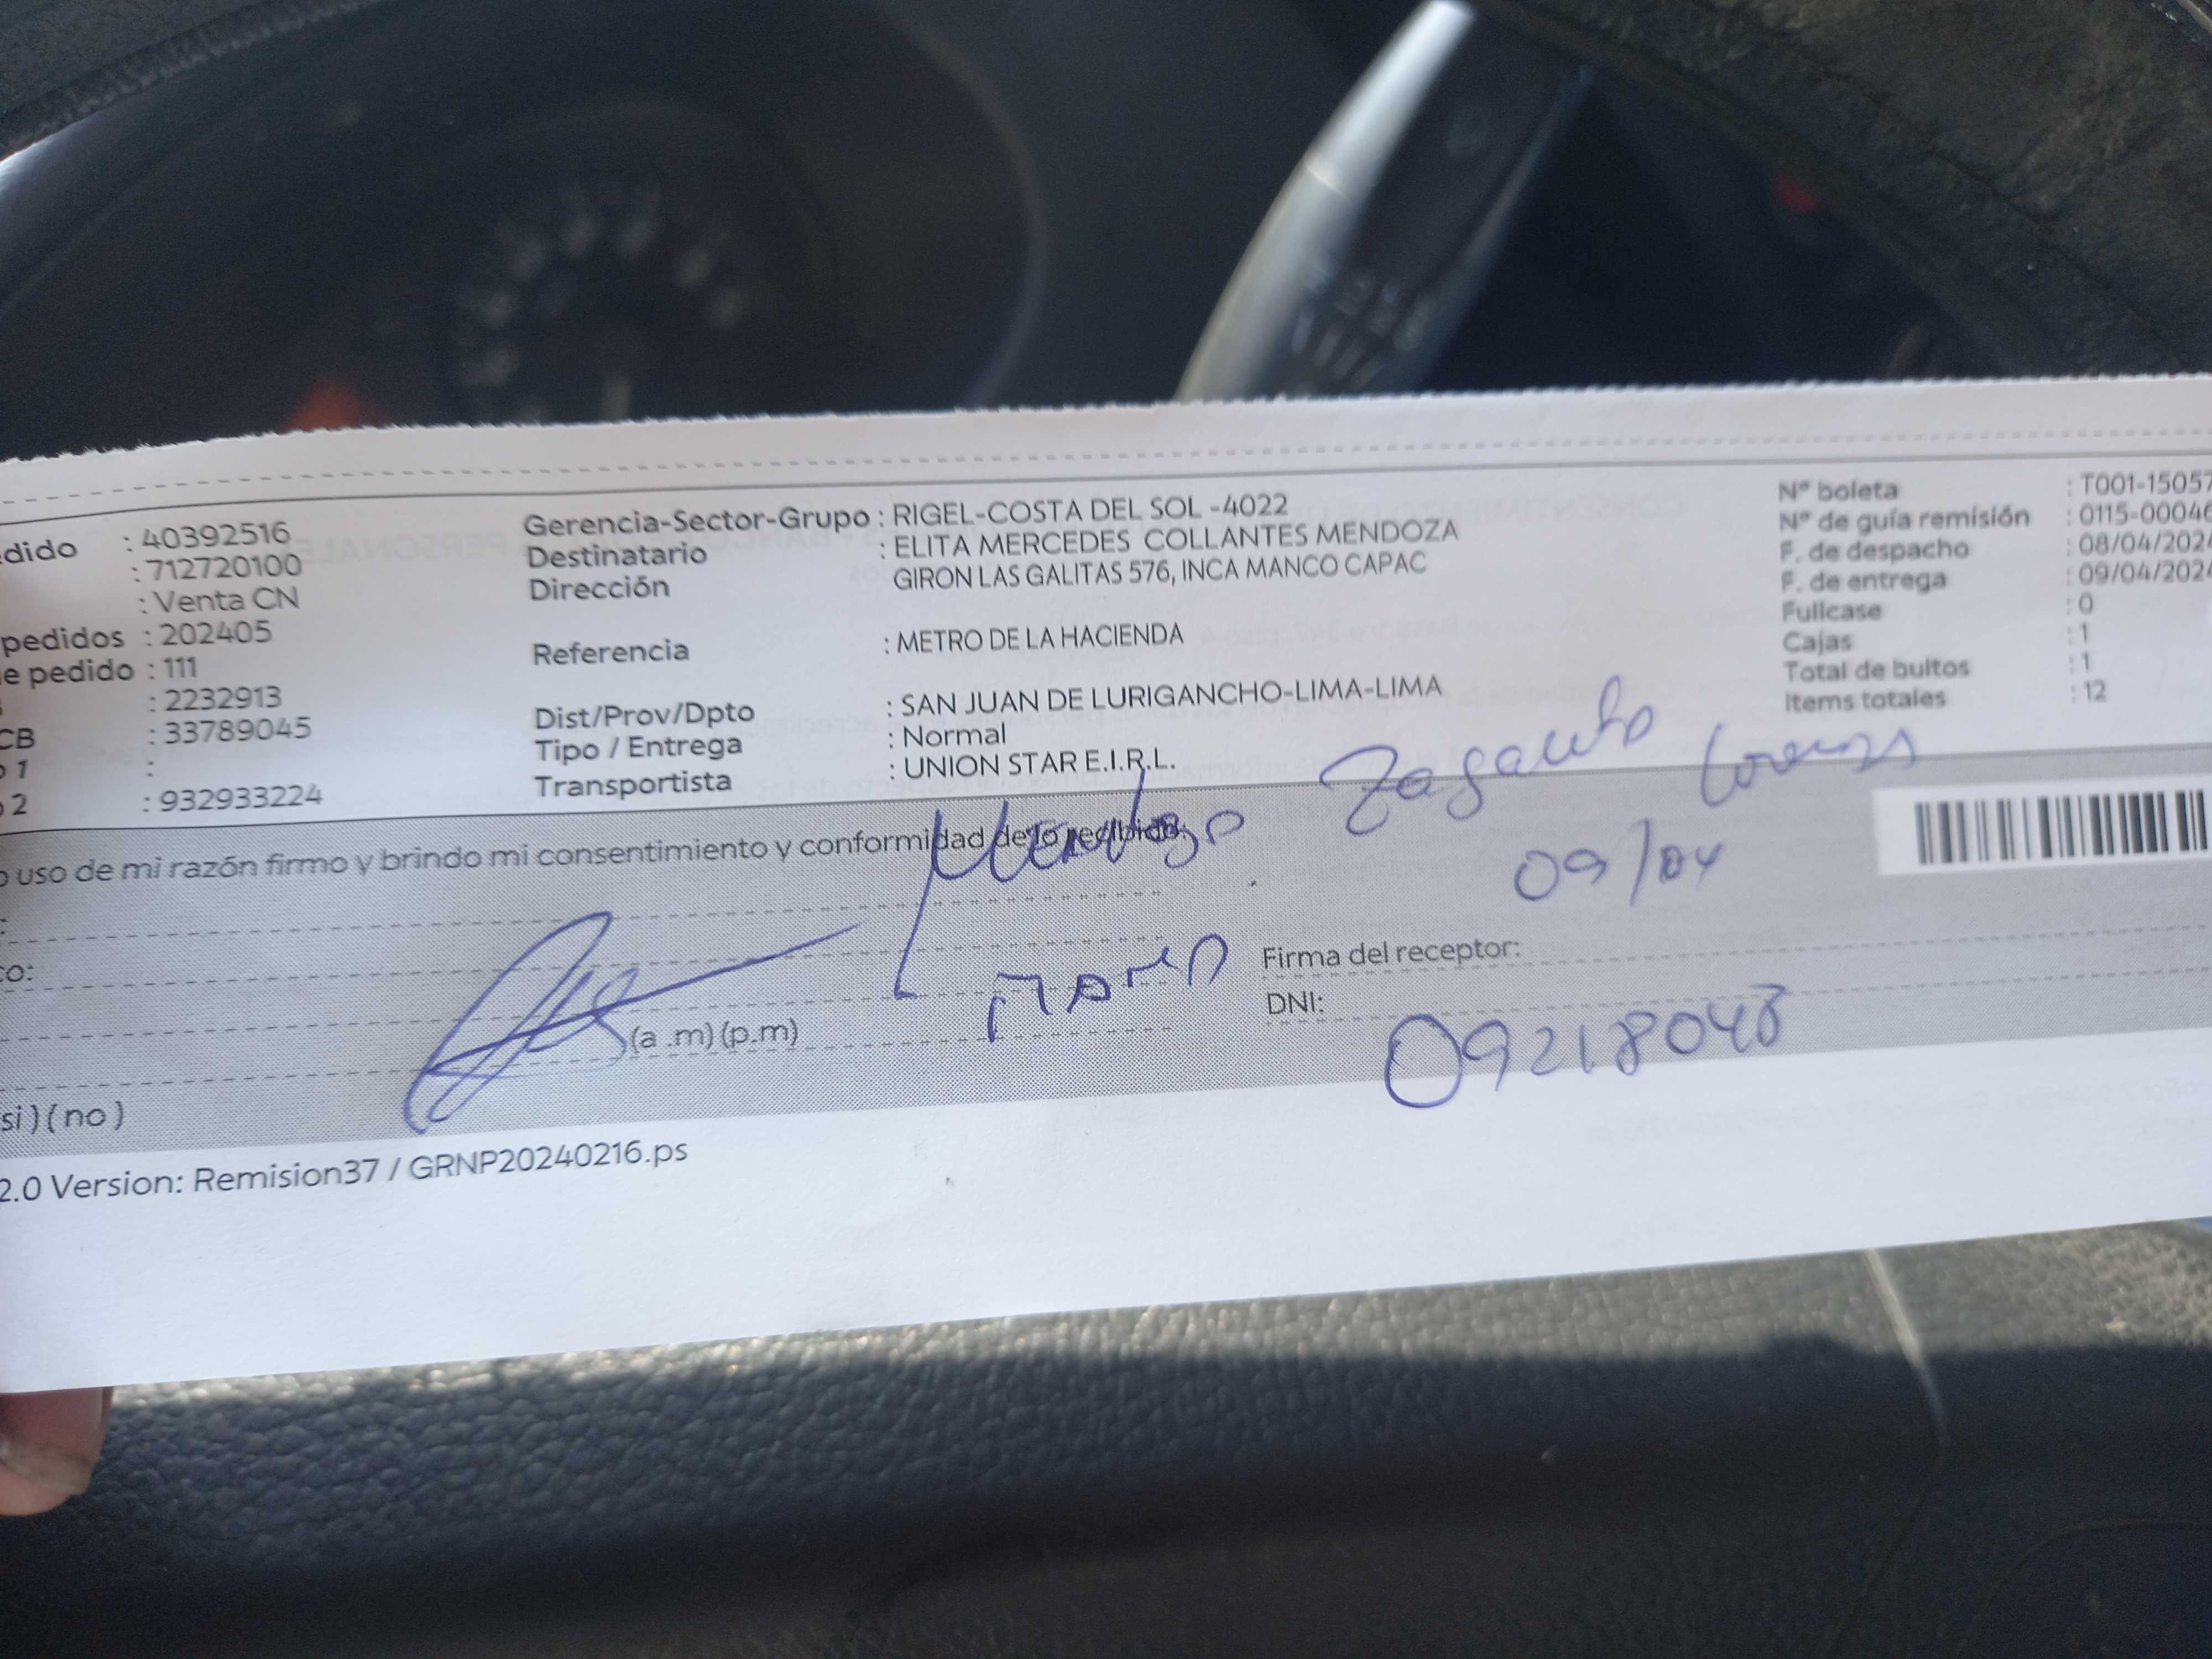 dido : 40392516
: 712720100
: Venta CN
pedidos : 202405
e pedido : 111
: 2232913
CB : 33789045
o 1 :
o 2 : 932933224
Gerencia-Sector-Grupo : RIGEL-COSTA DEL SOL -4022
Destinatario : ELITA MERCEDES COLLANTES MENDOZA
Dirección GIRON LAS GALITAS 576, INCA MANCO CAPAC
Referencia : METRO DE LA HACIENDA
Dist/Prov/Dpto : SAN JUAN DE LURIGANCHO-LIMA-LIMA
Tipo / Entrega : Normal
Transportista : UNION STAR E.I.R.L.
Nº boleta : T001-15057
Nº de guía remisión : 0115-00046
F. de despacho : 08/04/2024
F. de entrega : 09/04/2024
Fullcase : 0
Cajas : 1
Total de bultos : 1
Items totales : 12
o uso de mi razón firmo y brindo mi consentimiento y conformidad de lo recibido:
09/04
co:
Firma del receptor:
(a .m) (p.m)
DNI:
09218043
si ) ( no )
2.0 Version: Remision37 / GRNP20240216.ps